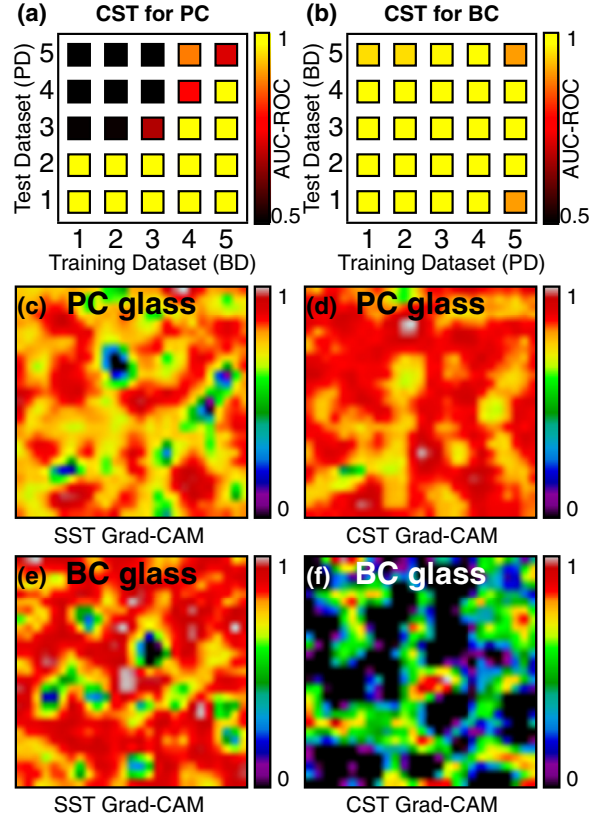 (a) CST for PC
Test Dataset (PD)
5
4
3
2
1
1 2 3 4 5
Training Dataset (BD)
1
AUC-ROC
0.5
(b) CST for BC
Test Dataset (BD)
5
4
3
2
1
1 2 3 4 5
Training Dataset (PD)
1
AUC-ROC
0.5
(c) PC glass
1
0
SST Grad-CAM
(d) PC glass
1
0
CST Grad-CAM
(e) BC glass
1
0
SST Grad-CAM
(f) BC glass
1
0
CST Grad-CAM